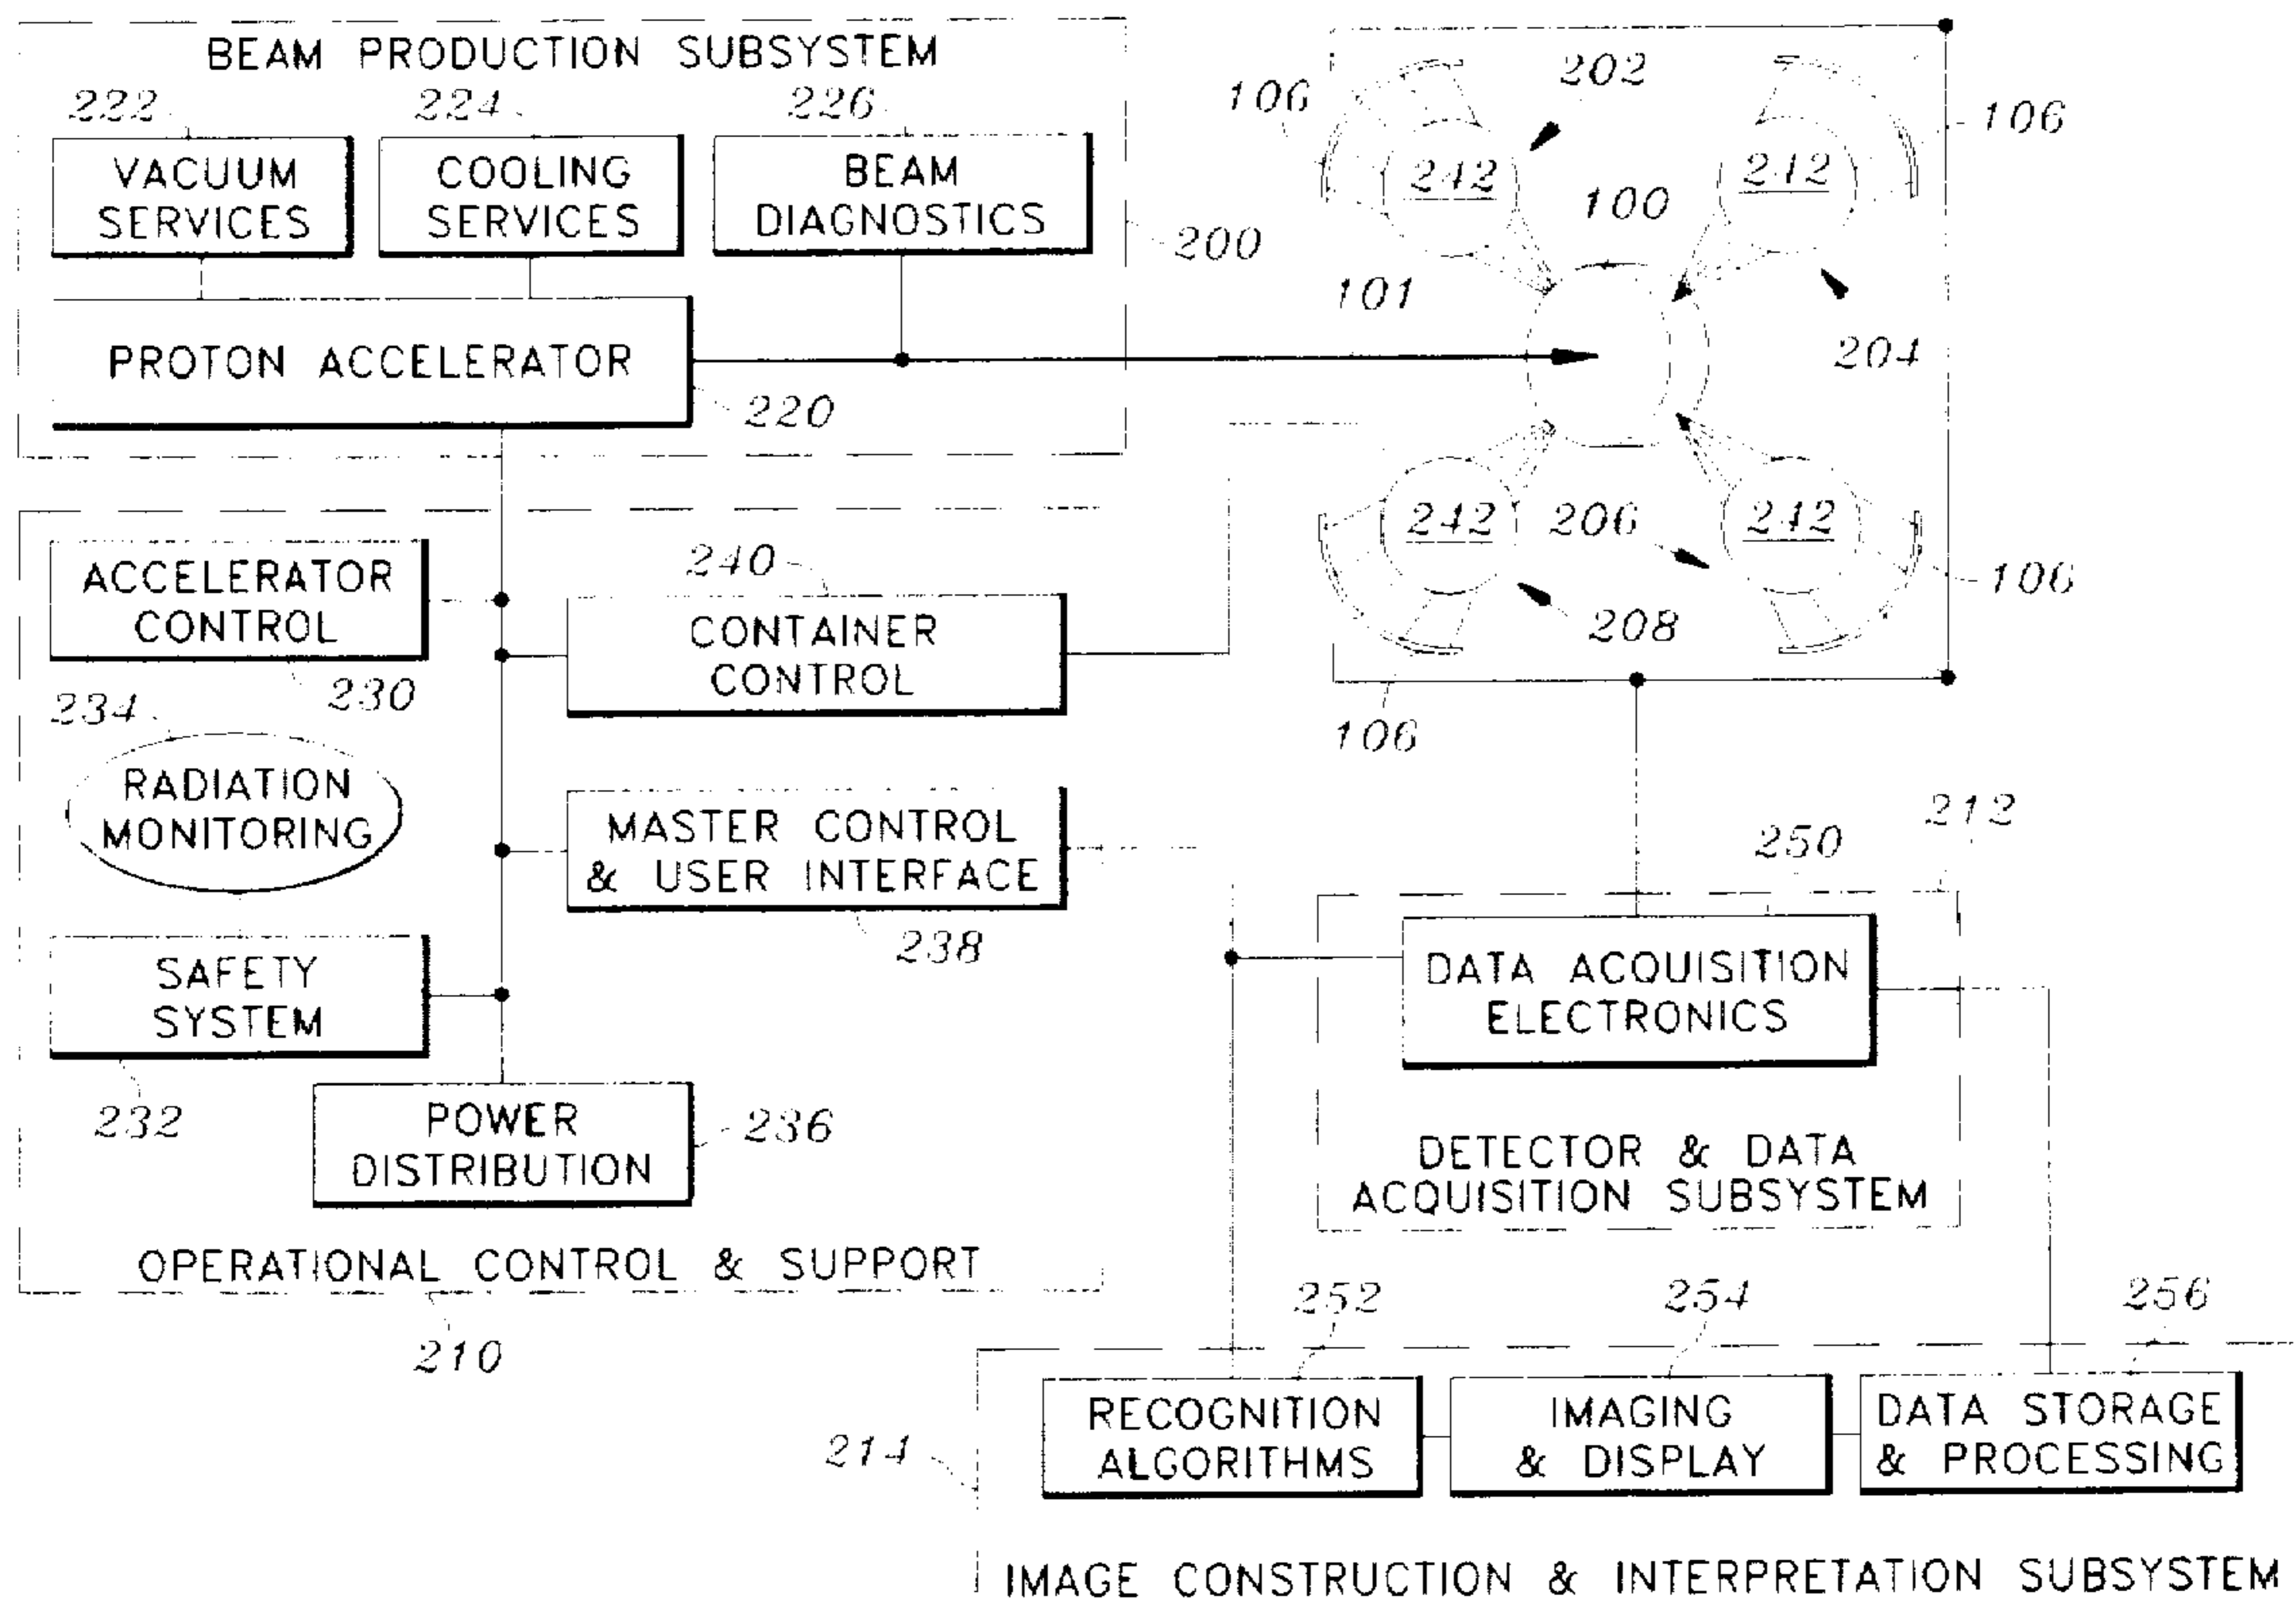 BEAM PRODUCTION SUBSYSTEM
222
224
226
VACUUM
SERVICES
COOLING
SERVICES
BEAM
DIAGNOSTICS
200
PROTON ACCELERATOR
220
106
202
106
242
242
100
101
204
242
206
242
106
208
106
ACCELERATOR
CONTROL
230
240
CONTAINER
CONTROL
234
RADIATION
MONITORING
MASTER CONTROL
& USER INTERFACE
238
SAFETY
SYSTEM
232
POWER
DISTRIBUTION
236
OPERATIONAL CONTROL & SUPPORT
210
212
250
DATA ACQUISITION
ELECTRONICS
DETECTOR & DATA
ACQUISITION SUBSYSTEM
252
254
256
214
RECOGNITION
ALGORITHMS
IMAGING
& DISPLAY
DATA STORAGE
& PROCESSING
IMAGE CONSTRUCTION & INTERPRETATION SUBSYSTEM